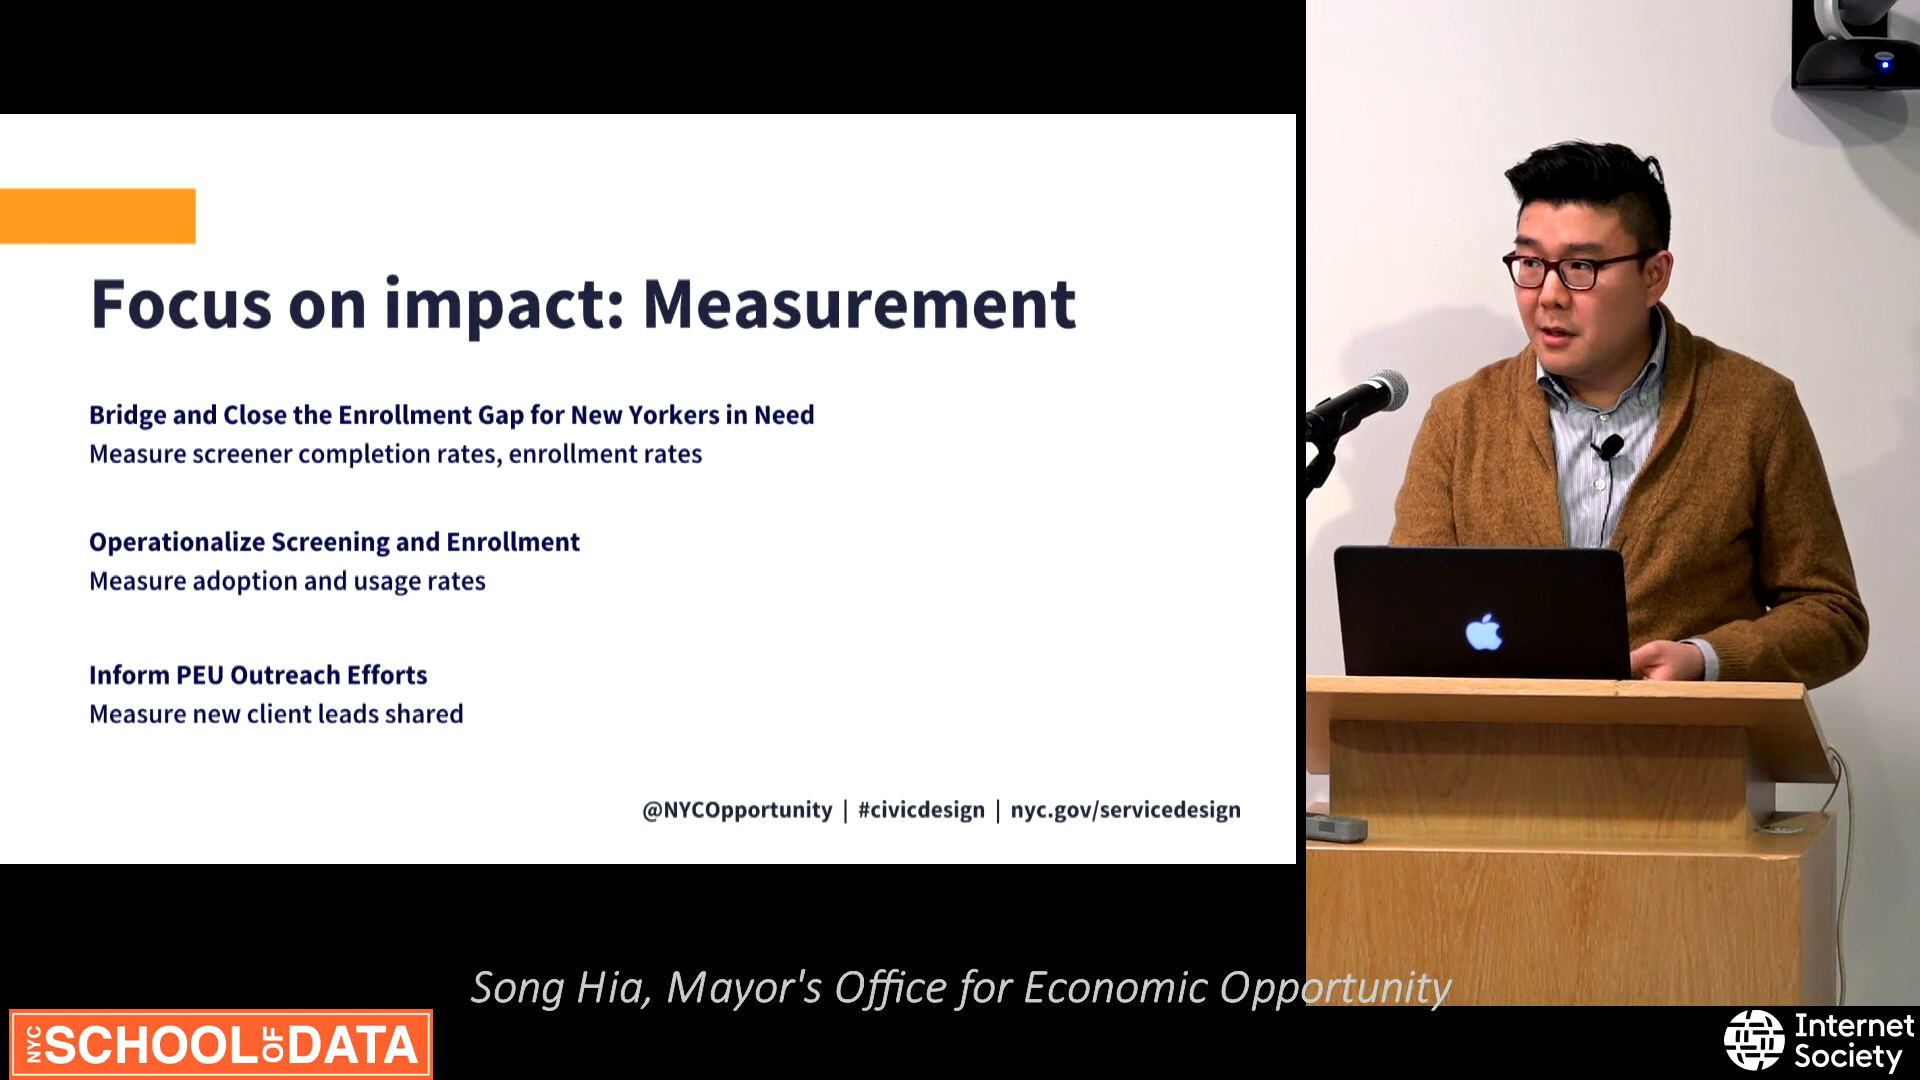 Focus on impact: Measurement
Bridge and Close the Enrollment Gap for New Yorkers in Need
Measure screener completion rates, enrollment rates
Operationalize Screening and Enrollment
Measure adoption and usage rates
Inform PEU Outreach Efforts
Measure new client leads shared
@NYCOpportunity | #civicdesign | nyc.gov/servicedesign
Song Hia, Mayor's Office for Economic Opportunity
NYC SCHOOL OF DATA
Internet
Society